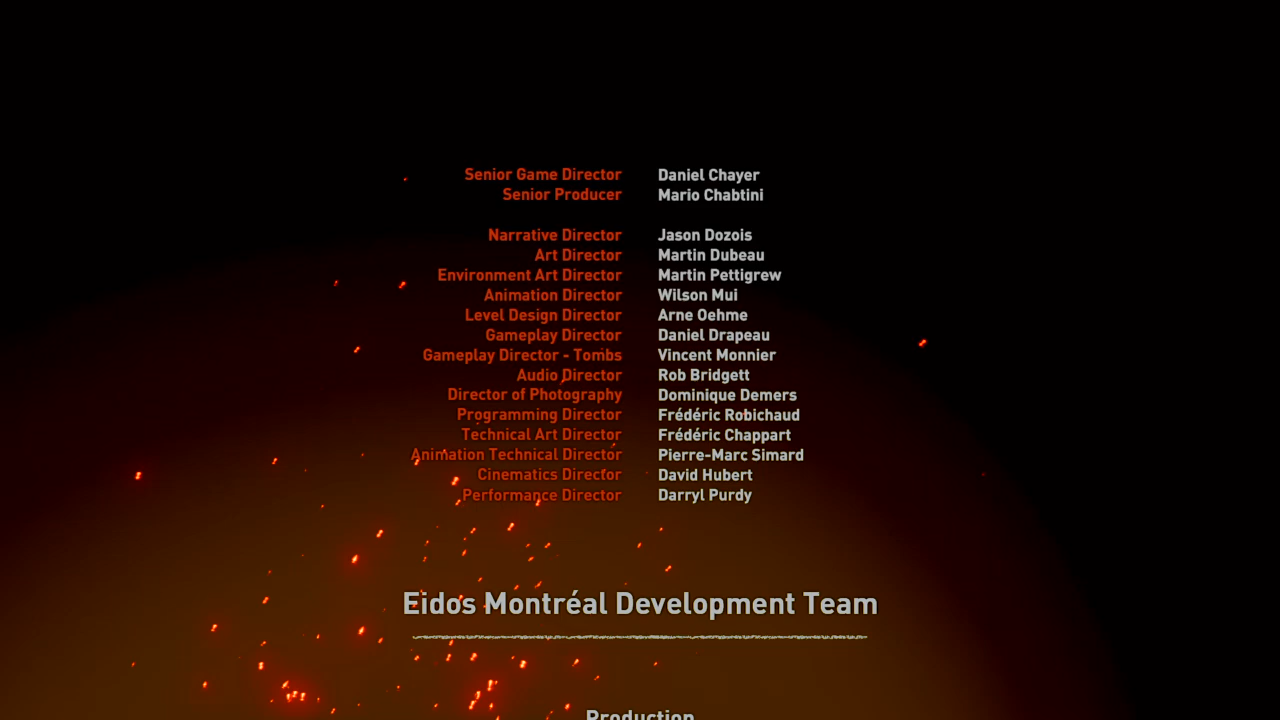 Senior Game Director Daniel Chayer
Senior Producer Mario Chabtini
Narrative Director Jason Dozois
Art Director Martin Dubeau
Environment Art Director Martin Pettigrew
Animation Director Wilson Mui
Level Design Director Arne Oehme
Gameplay Director Daniel Drapeau
Gameplay Director - Tombs Vincent Monnier
Audio Director Rob Bridgett
Director of Photography Dominique Demers
Programming Director Frédéric Robichaud
Technical Art Director Frédéric Chappart
Animation Technical Director Pierre-Marc Simard
Cinematics Director David Hubert
Performance Director Darryl Purdy
Eidos Montréal Development Team
Production